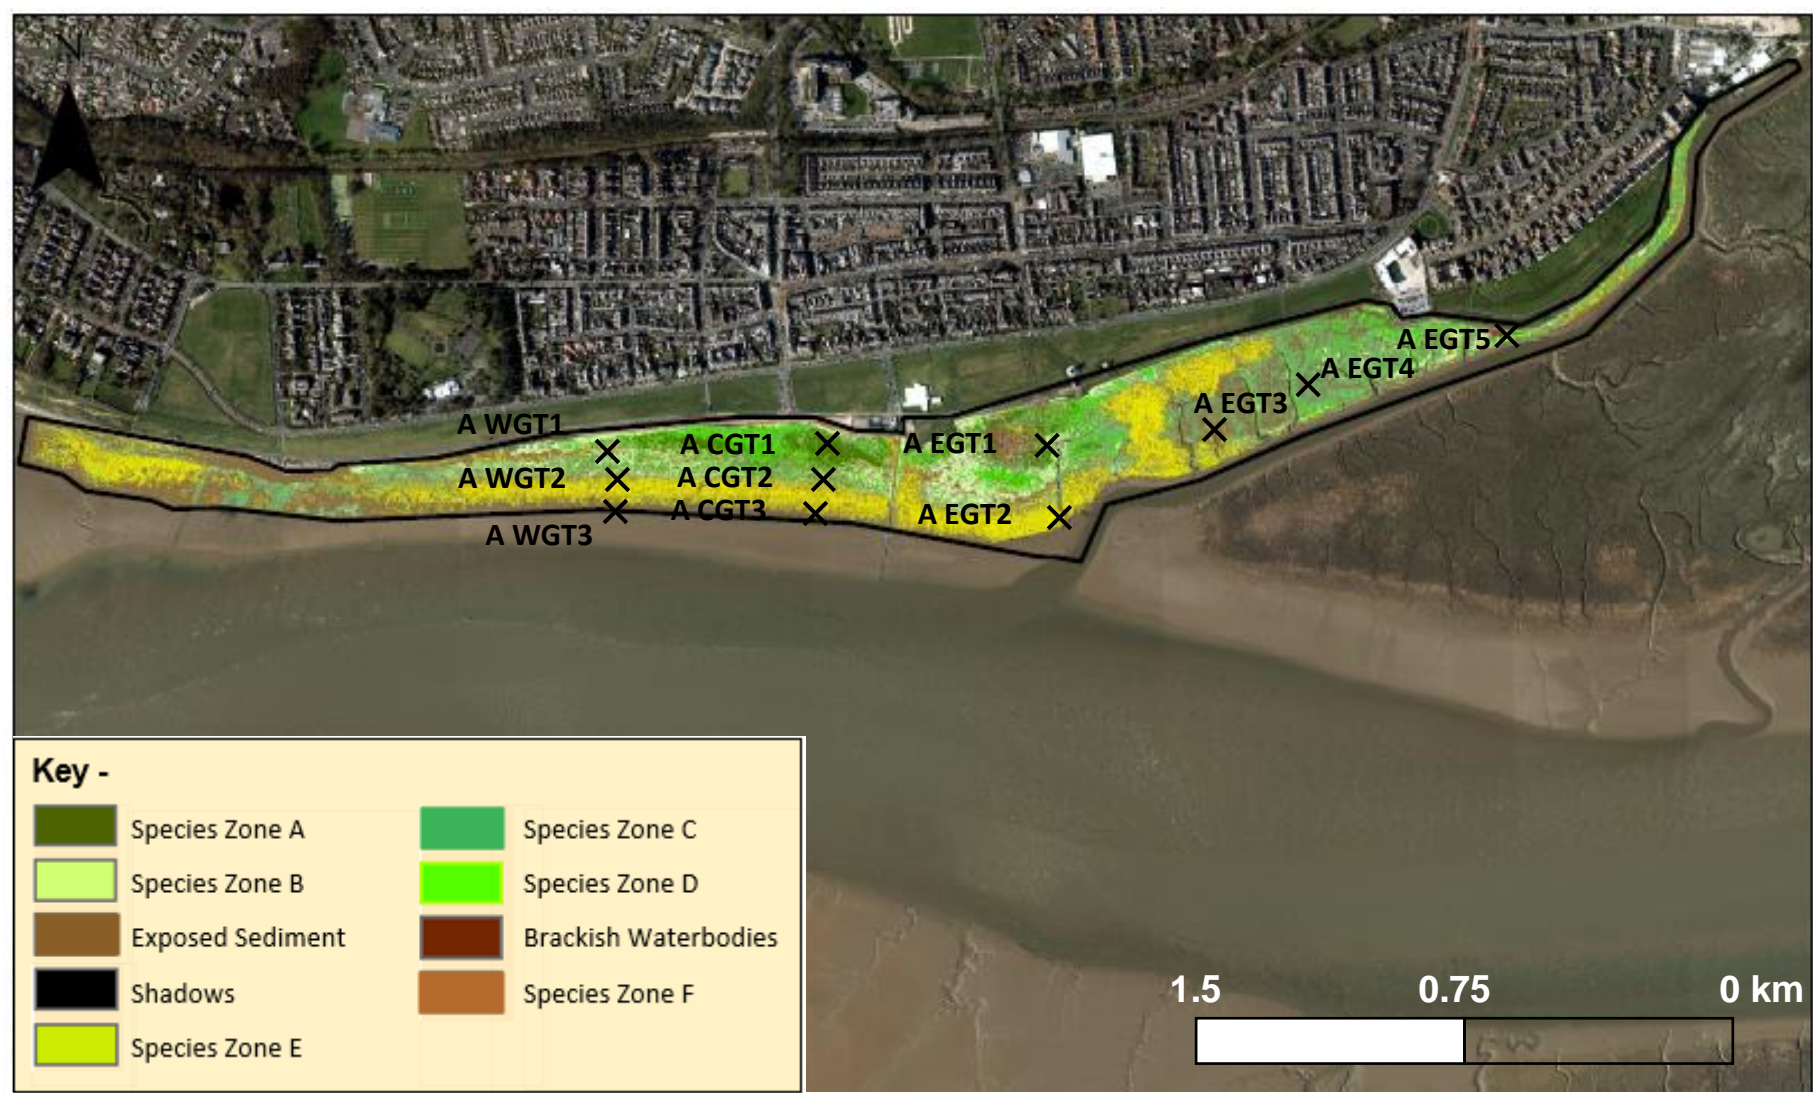 N
A EGT5
A EGT4
A EGT3
A WGT1
A CGT1
A EGT1
A WGT2
A CGT2
A CGT3
A EGT2
A WGT3
Key -
Species Zone A
Species Zone C
Species Zone B
Species Zone D
Exposed Sediment
Brackish Waterbodies
Shadows
Species Zone F
Species Zone E
1.5 0.75 0 km